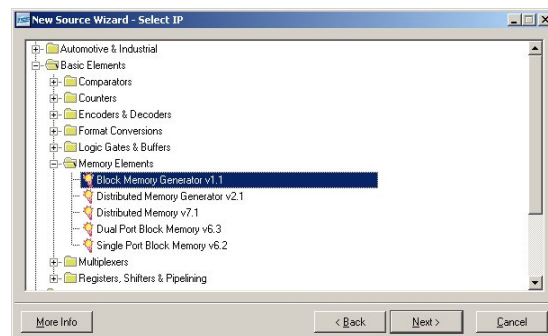 New Source Wizard - Select IP
Automotive & Industrial
Basic Elements
Comparators
Counters
Encoders & Decoders
Format Conversions
Logic Gates & Buffers
Memory Elements
Block Memory Generator v1.1
Distributed Memory Generator v2.1
Distributed Memory v7.1
Dual Port Block Memory v6.3
Single Port Block Memory v6.2
Multiplexers
Registers, Shifters & Pipelining
More Info < Back Next > Cancel